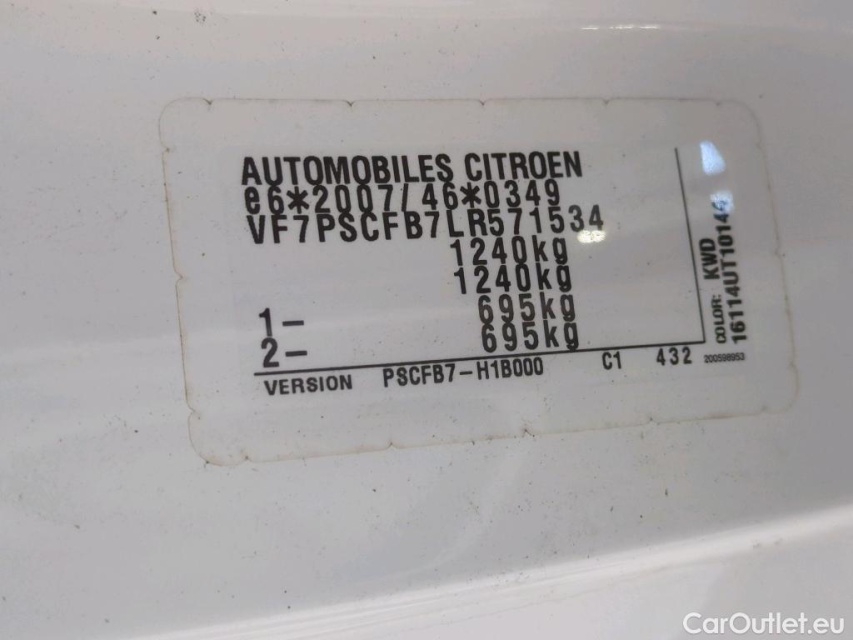 AUTOMOBILES CITROEN
e6*2007/46*0349
VF7PSCFB7LR571534
1240kg
1240kg
1- 695kg
2- 695kg
VERSION PSCFB7-H1B000 C1 432
COLOR: KWD
200598953
CarOutlet.eu